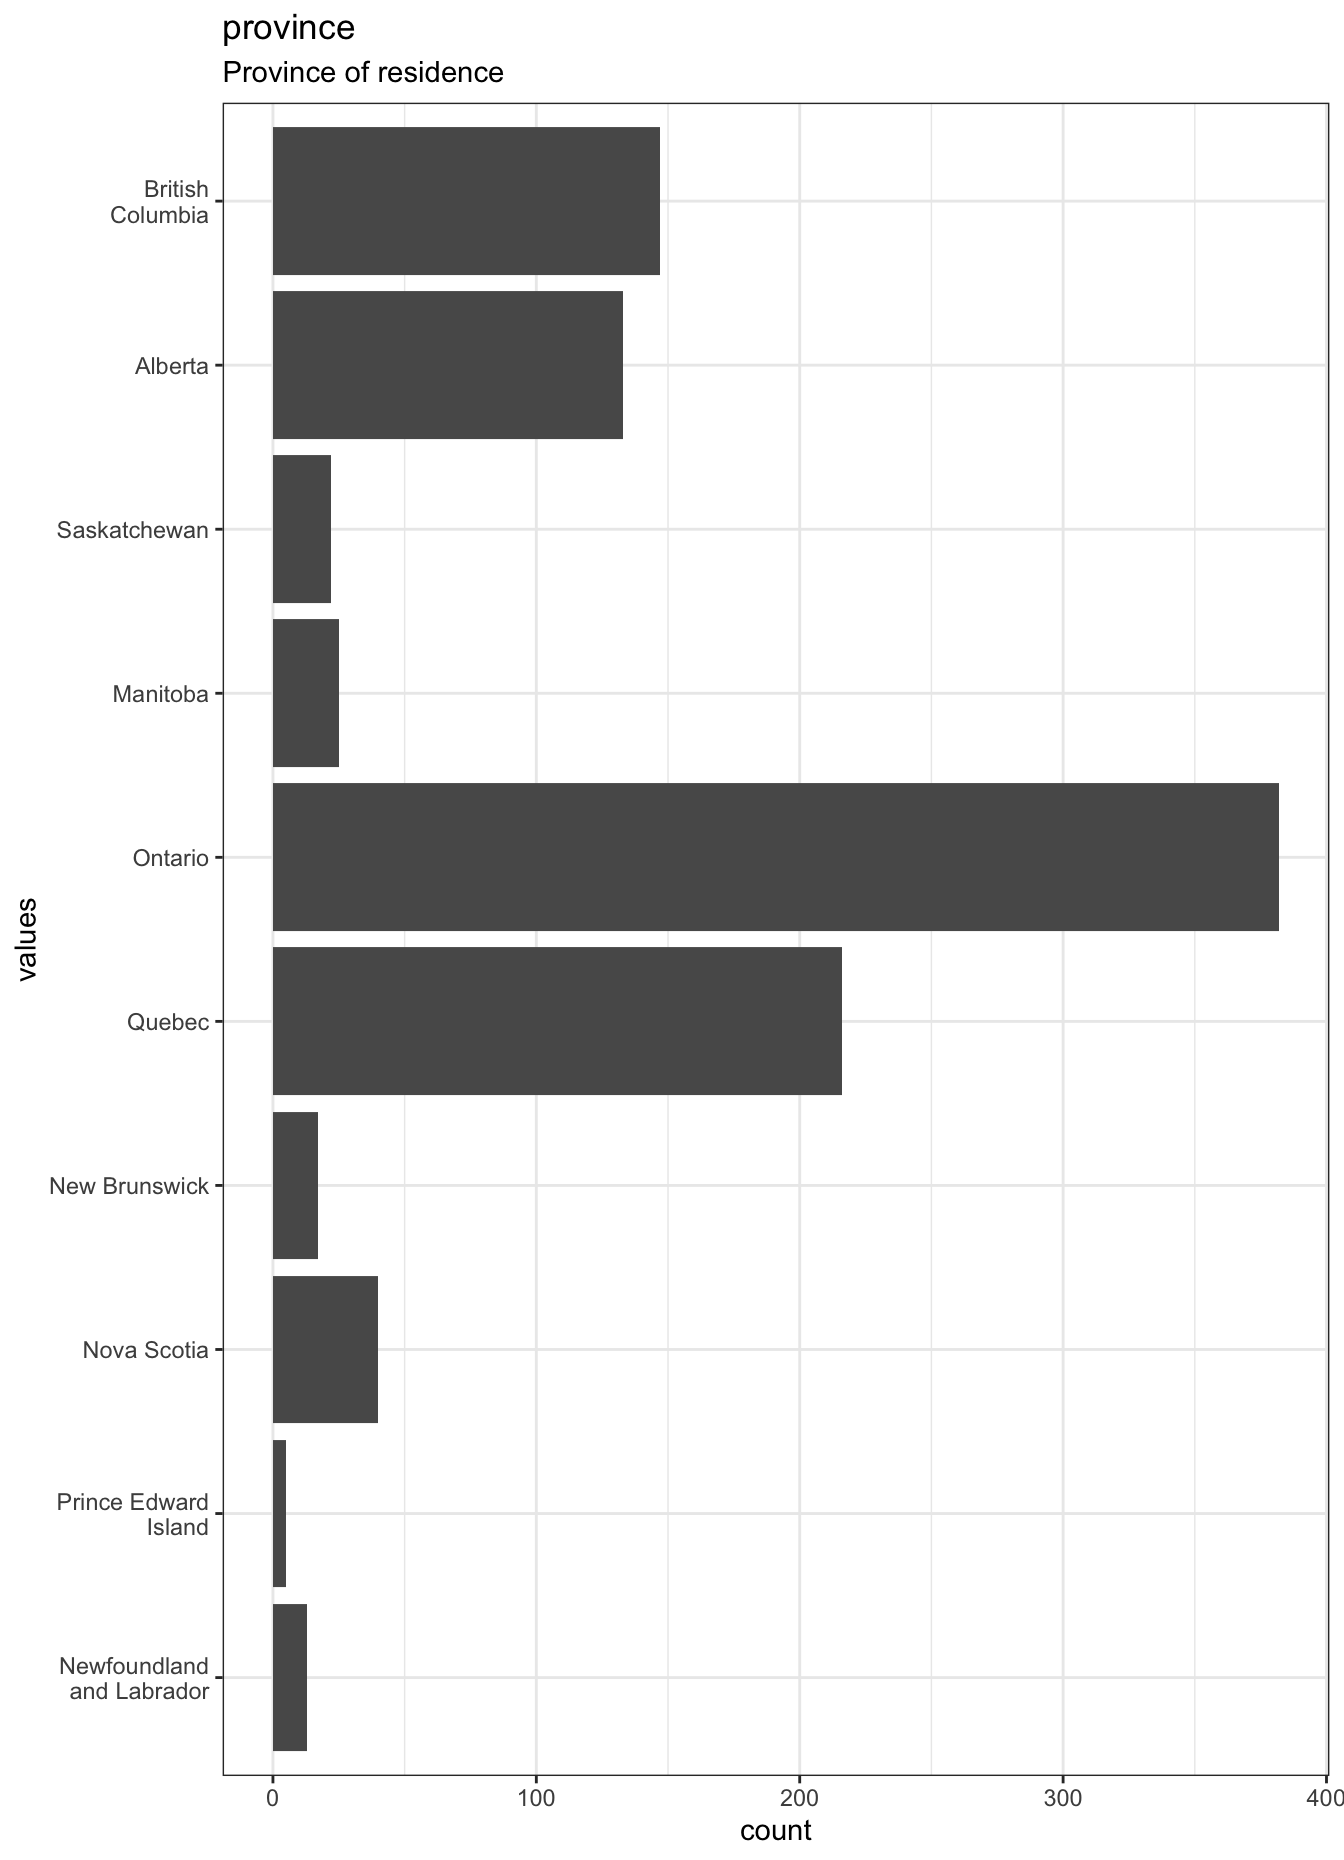 province
Province of residence
British
Columbia
Alberta
Saskatchewan
Manitoba
Ontario
Quebec
New Brunswick
Nova Scotia
Prince Edward
Island
Newfoundland
and Labrador
values
0 100 200 300 400
count